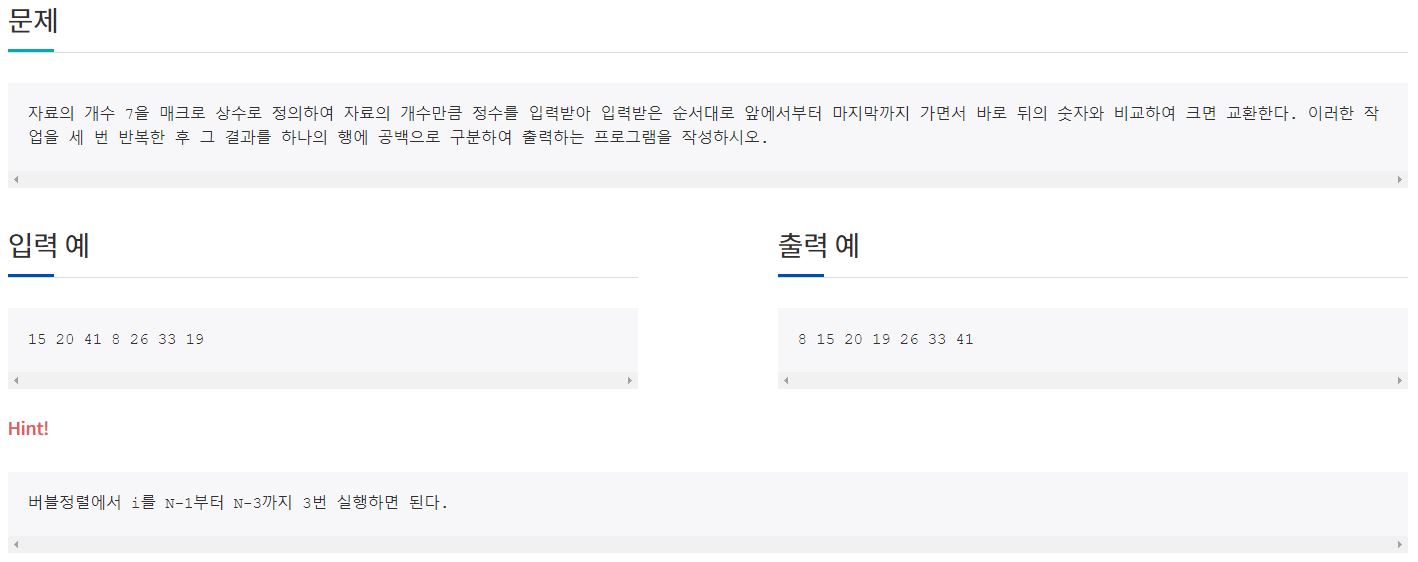 문제
자료의 개수 7을 매크로 상수로 정의하여 자료의 개수만큼 정수를 입력받아 입력받은 순서대로 앞에서부터 마지막까지 가면서 바로 뒤의 숫자와 비교하여 크면 교환한다. 이러한 작
업을 세 번 반복한 후 그 결과를 하나의 행에 공백으로 구분하여 출력하는 프로그램을 작성하시오.
입력 예
15 20 41 8 26 33 19
출력 예
8 15 20 19 26 33 41
Hint!
버블정렬에서 i를 N-1부터 N-3까지 3번 실행하면 된다.